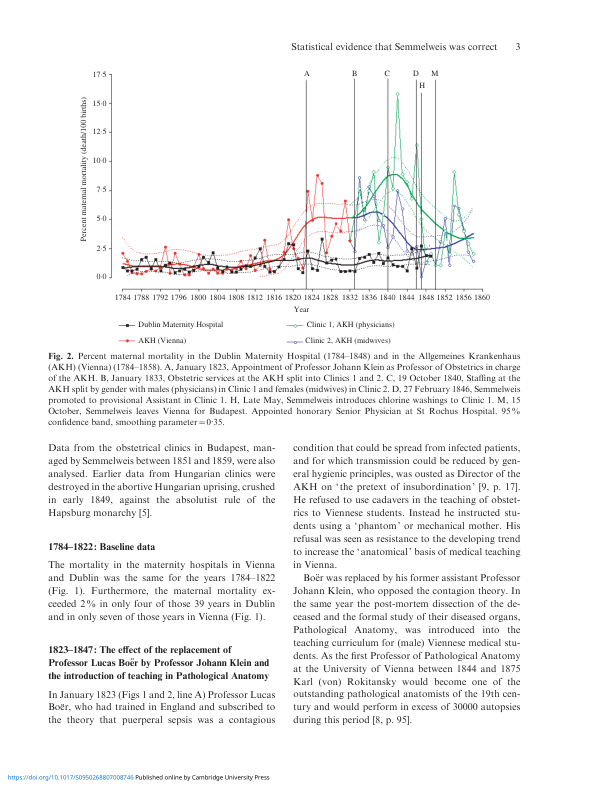 Statistical evidence that Semmelweis was correct 3
17·5
15·0
12·5
10·0
7·5
5·0
2·5
0·0
Percent maternal mortality (death/100 births)
A
B
C
D
M
H
1784 1788 1792 1796 1800 1804 1808 1812 1816 1820 1824 1828 1832 1836 1840 1844 1848 1852 1856 1860
Year
Dublin Maternity Hospital
Clinic 1, AKH (physicians)
AKH (Vienna)
Clinic 2, AKH (midwives)
Fig. 2. Percent maternal mortality in the Dublin Maternity Hospital (1784–1848) and in the Allgemeines Krankenhaus
(AKH) (Vienna) (1784–1858). A, January 1823, Appointment of Professor Johann Klein as Professor of Obstetrics in charge
of the AKH. B, January 1833, Obstetric services at the AKH split into Clinics 1 and 2. C, 19 October 1840, Staffing at the
AKH split by gender with males (physicians) in Clinic 1 and females (midwives) in Clinic 2. D, 27 February 1846, Semmelweis
promoted to provisional Assistant in Clinic 1. H, Late May, Semmelweis introduces chlorine washings to Clinic 1. M, 15
October, Semmelweis leaves Vienna for Budapest. Appointed honorary Senior Physician at St Rochus Hospital. 95%
confidence band, smoothing parameter=0·35.
Data from the obstetrical clinics in Budapest, man-
aged by Semmelweis between 1851 and 1859, were also
analysed. Earlier data from Hungarian clinics were
destroyed in the abortive Hungarian uprising, crushed
in early 1849, against the absolutist rule of the
Hapsburg monarchy [5].
1784–1822: Baseline data
The mortality in the maternity hospitals in Vienna
and Dublin was the same for the years 1784–1822
(Fig. 1). Furthermore, the maternal mortality ex-
ceeded 2% in only four of those 39 years in Dublin
and in only seven of those years in Vienna (Fig. 1).
1823–1847: The effect of the replacement of
Professor Lucas Boër by Professor Johann Klein and
the introduction of teaching in Pathological Anatomy
In January 1823 (Figs 1 and 2, line A) Professor Lucas
Boër, who had trained in England and subscribed to
the theory that puerperal sepsis was a contagious
condition that could be spread from infected patients,
and for which transmission could be reduced by gen-
eral hygienic principles, was ousted as Director of the
AKH on ‘the pretext of insubordination’ [9, p. 17].
He refused to use cadavers in the teaching of obstet-
rics to Viennese students. Instead he instructed stu-
dents using a ‘phantom’ or mechanical mother. His
refusal was seen as resistance to the developing trend
to increase the ‘anatomical’ basis of medical teaching
in Vienna.
Boër was replaced by his former assistant Professor
Johann Klein, who opposed the contagion theory. In
the same year the post-mortem dissection of the de-
ceased and the formal study of their diseased organs,
Pathological Anatomy, was introduced into the
teaching curriculum for (male) Viennese medical stu-
dents. As the first Professor of Pathological Anatomy
at the University of Vienna between 1844 and 1875
Karl (von) Rokitansky would become one of the
outstanding pathological anatomists of the 19th cen-
tury and would perform in excess of 30000 autopsies
during this period [8, p. 95].
https://doi.org/10.1017/S0950268807008746 Published online by Cambridge University Press